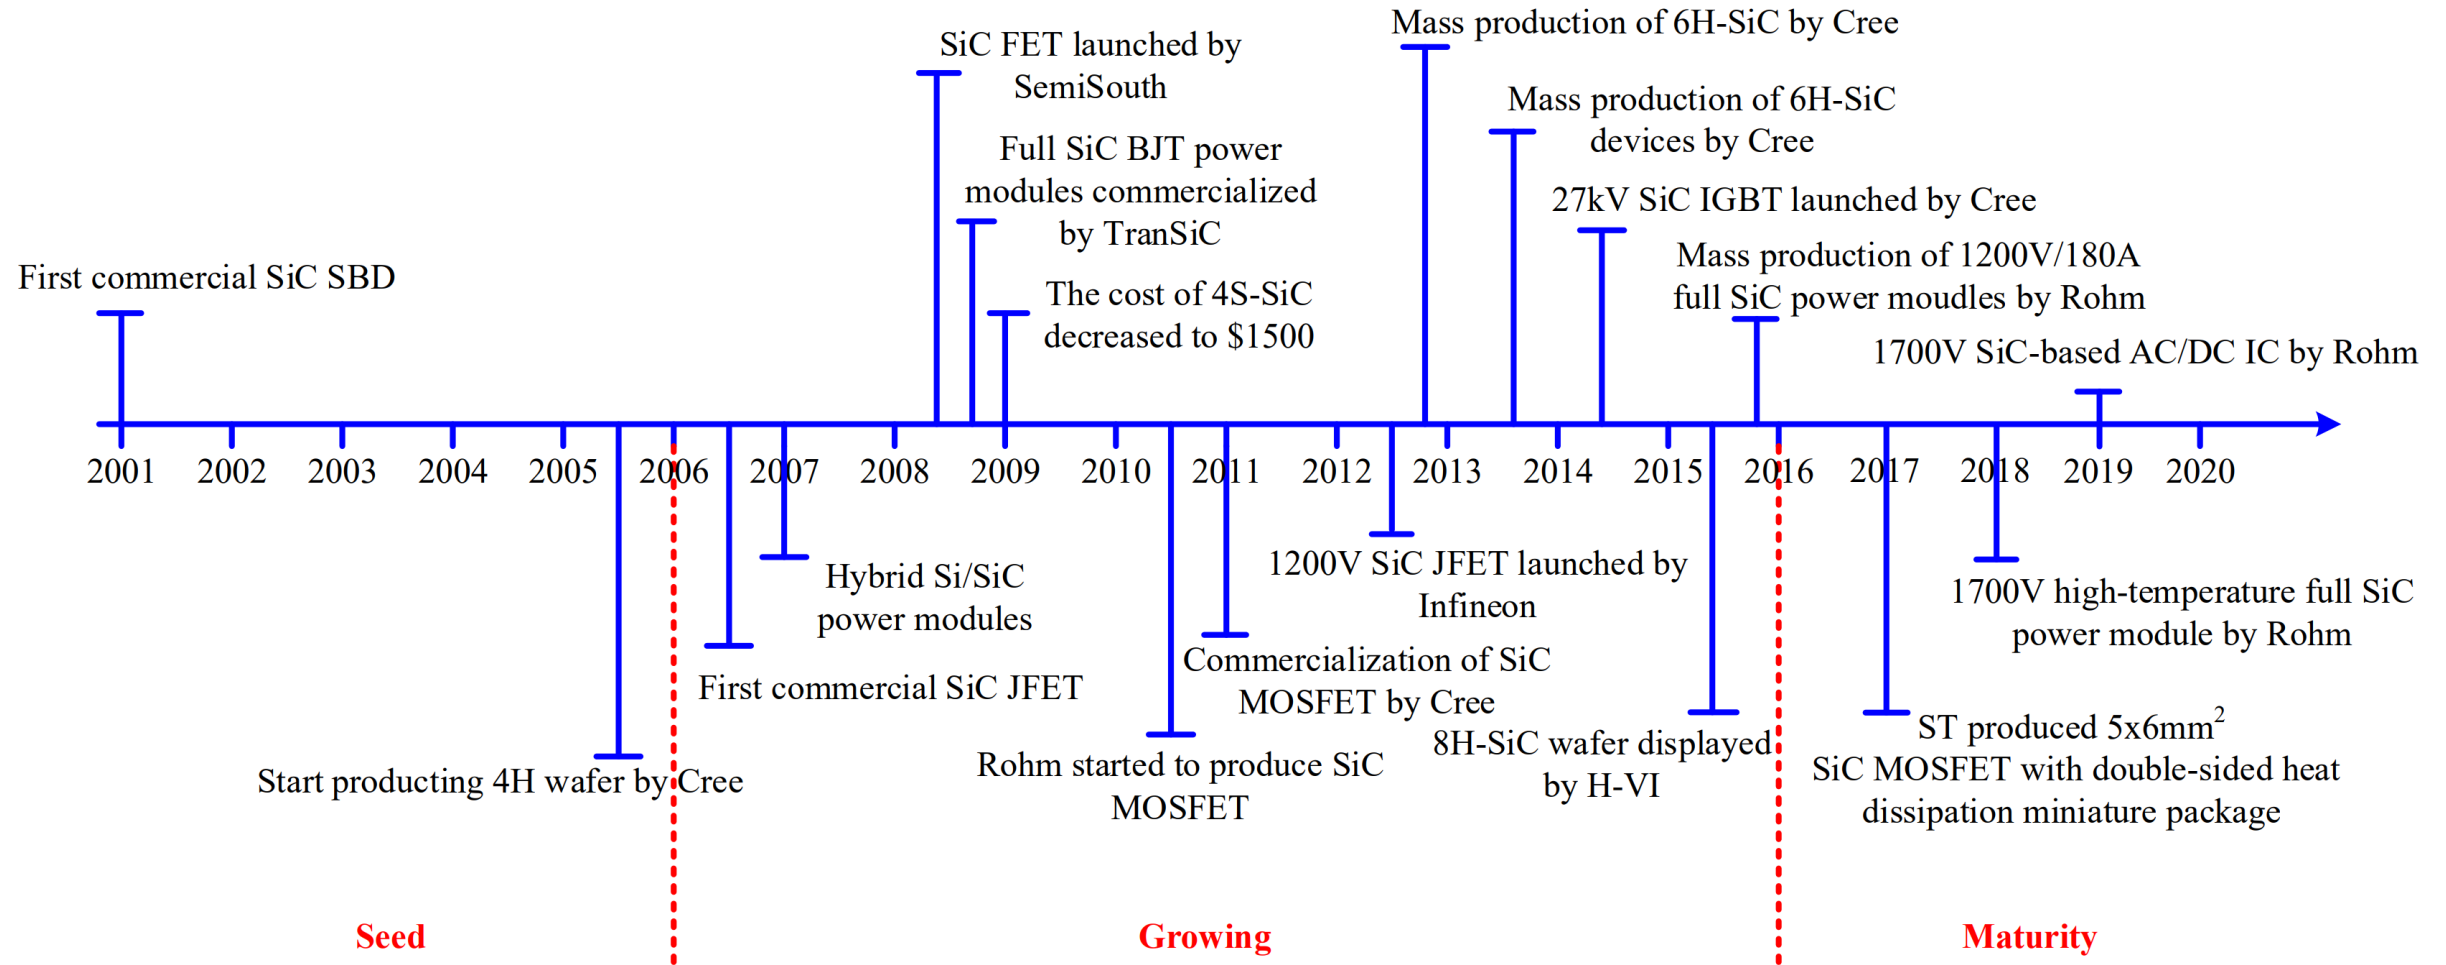 Mass production of 6H-SiC by Cree
SiC FET launched by
SemiSouth
Mass production of 6H-SiC
devices by Cree
Full SiC BJT power
modules commercialized
by TranSiC
27kV SiC IGBT launched by Cree
Mass production of 1200V/180A
full SiC power moudles by Rohm
First commercial SiC SBD
The cost of 4S-SiC
decreased to $1500
1700V SiC-based AC/DC IC by Rohm
2001 2002 2003 2004 2005 2006 2007 2008 2009 2010 2011 2012 2013 2014 2015 2016 2017 2018 2019 2020
Hybrid Si/SiC
power modules
1200V SiC JFET launched by
Infineon
1700V high-temperature full SiC
power module by Rohm
First commercial SiC JFET
Commercialization of SiC
MOSFET by Cree
Start producting 4H wafer by Cree
Rohm started to produce SiC
MOSFET
8H-SiC wafer displayed
by H-VI
ST produced 5x6mm²
SiC MOSFET with double-sided heat
dissipation miniature package
Seed
Growing
Maturity